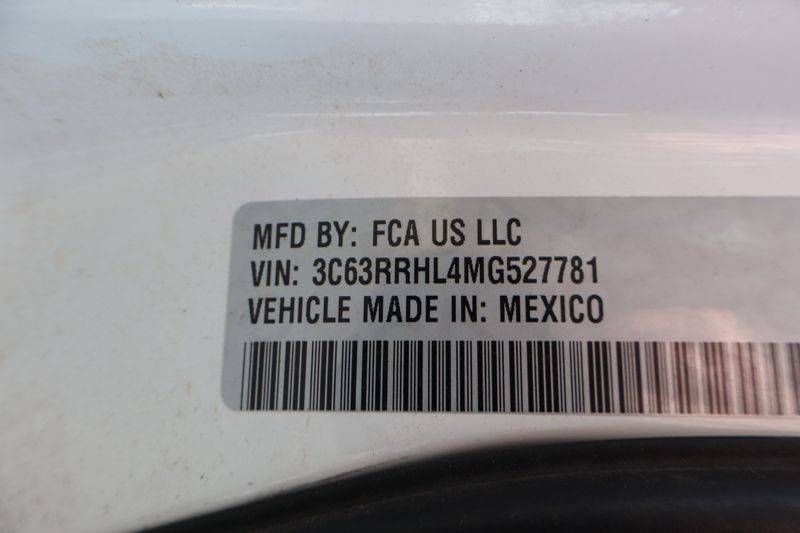 MFD BY: FCA US LLC
VIN: 3C63RRHL4MG527781
VEHICLE MADE IN: MEXICO